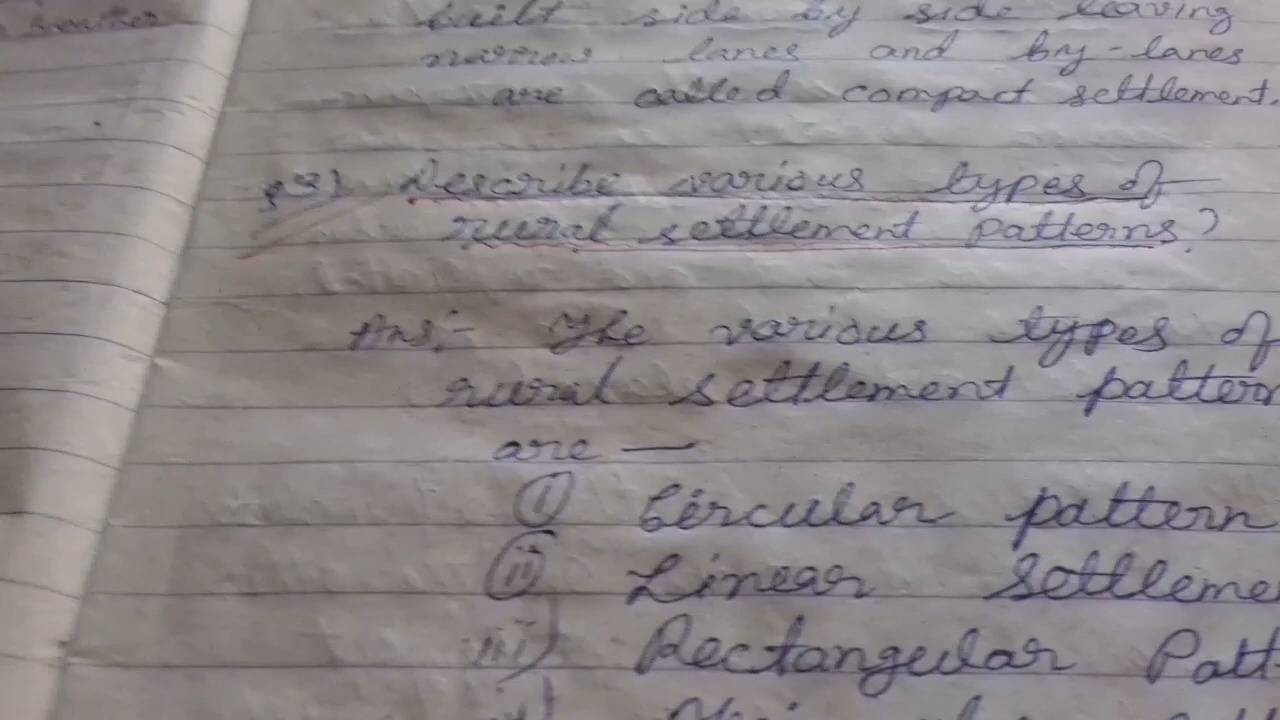 weather
built side by side leaving
narrow lanes and by-lanes
are called compact settlement.
Describe various types of
rural settlement patterns?
Ans:- The various types of
rural settlement pattern
are —
(i) Circular pattern
(ii) Linear Settleme
iii) Rectangular Patt